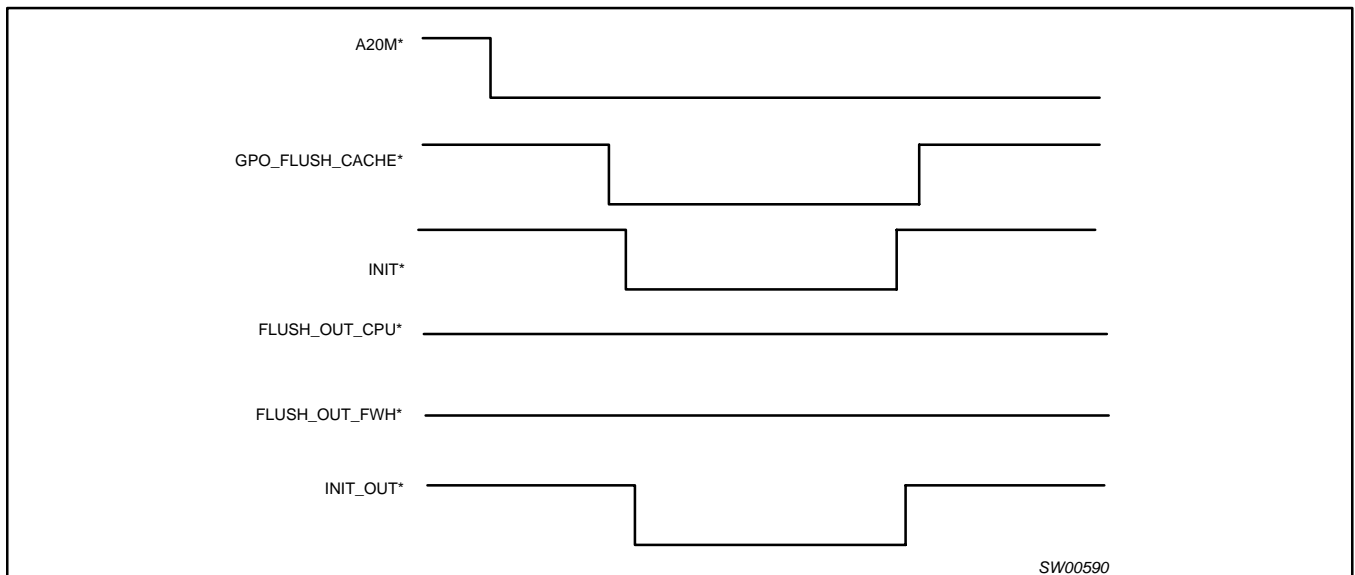 A20M*
GPO_FLUSH_CACHE*
INIT*
FLUSH_OUT_CPU*
FLUSH_OUT_FWH*
INIT_OUT*
SW00590